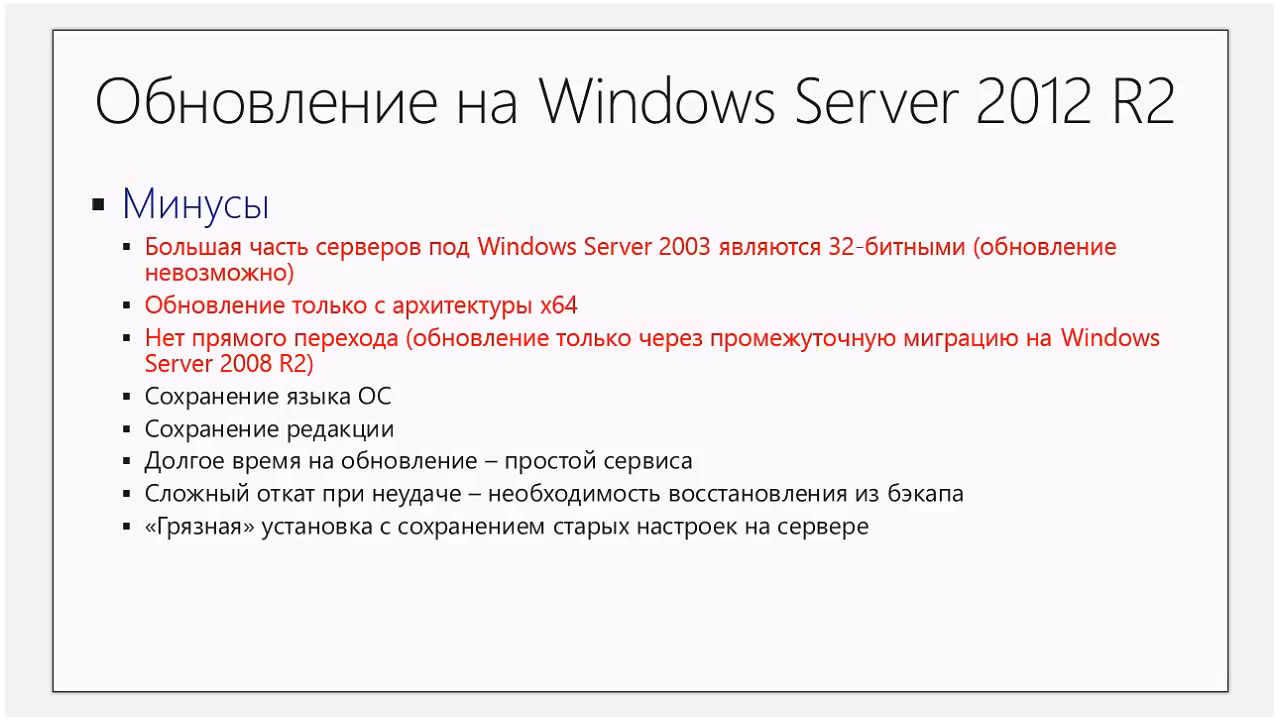 Обновление на Windows Server 2012 R2
Минусы
Большая часть серверов под Windows Server 2003 являются 32-битными (обновление
невозможно)
Обновление только с архитектуры x64
Нет прямого перехода (обновление только через промежуточную миграцию на Windows
Server 2008 R2)
Сохранение языка ОС
Сохранение редакции
Долгое время на обновление – простой сервиса
Сложный откат при неудаче – необходимость восстановления из бэкапа
«Грязная» установка с сохранением старых настроек на сервере